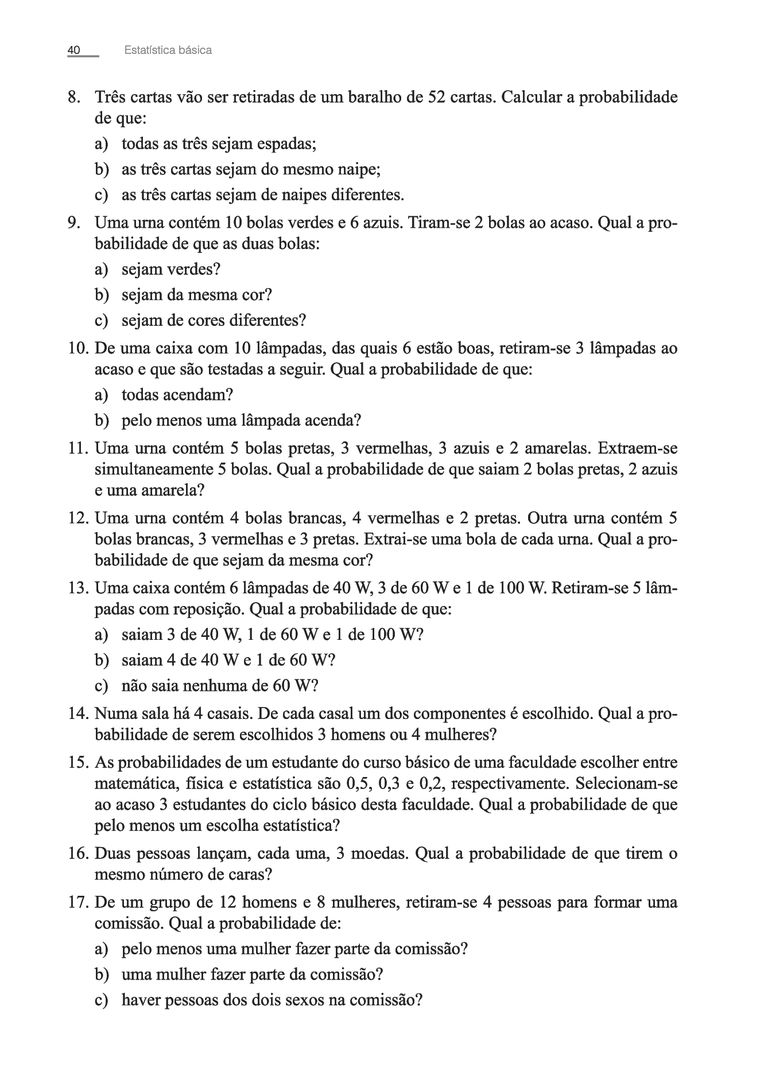 40 Estatística básica
8. Três cartas vão ser retiradas de um baralho de 52 cartas. Calcular a probabilidade
de que:
a) todas as três sejam espadas;
b) as três cartas sejam do mesmo naipe;
c) as três cartas sejam de naipes diferentes.
9. Uma urna contém 10 bolas verdes e 6 azuis. Tiram-se 2 bolas ao acaso. Qual a pro-
babilidade de que as duas bolas:
a) sejam verdes?
b) sejam da mesma cor?
c) sejam de cores diferentes?
10. De uma caixa com 10 lâmpadas, das quais 6 estão boas, retiram-se 3 lâmpadas ao
acaso e que são testadas a seguir. Qual a probabilidade de que:
a) todas acendam?
b) pelo menos uma lâmpada acenda?
11. Uma urna contém 5 bolas pretas, 3 vermelhas, 3 azuis e 2 amarelas. Extraem-se
simultaneamente 5 bolas. Qual a probabilidade de que saiam 2 bolas pretas, 2 azuis
e uma amarela?
12. Uma urna contém 4 bolas brancas, 4 vermelhas e 2 pretas. Outra urna contém 5
bolas brancas, 3 vermelhas e 3 pretas. Extrai-se uma bola de cada urna. Qual a pro-
babilidade de que sejam da mesma cor?
13. Uma caixa contém 6 lâmpadas de 40 W, 3 de 60 W e 1 de 100 W. Retiram-se 5 lâm-
padas com reposição. Qual a probabilidade de que:
a) saiam 3 de 40 W, 1 de 60 W e 1 de 100 W?
b) saiam 4 de 40 W e 1 de 60 W?
c) não saia nenhuma de 60 W?
14. Numa sala há 4 casais. De cada casal um dos componentes é escolhido. Qual a pro-
babilidade de serem escolhidos 3 homens ou 4 mulheres?
15. As probabilidades de um estudante do curso básico de uma faculdade escolher entre
matemática, física e estatística são 0,5, 0,3 e 0,2, respectivamente. Selecionam-se
ao acaso 3 estudantes do ciclo básico desta faculdade. Qual a probabilidade de que
pelo menos um escolha estatística?
16. Duas pessoas lançam, cada uma, 3 moedas. Qual a probabilidade de que tirem o
mesmo número de caras?
17. De um grupo de 12 homens e 8 mulheres, retiram-se 4 pessoas para formar uma
comissão. Qual a probabilidade de:
a) pelo menos uma mulher fazer parte da comissão?
b) uma mulher fazer parte da comissão?
c) haver pessoas dos dois sexos na comissão?